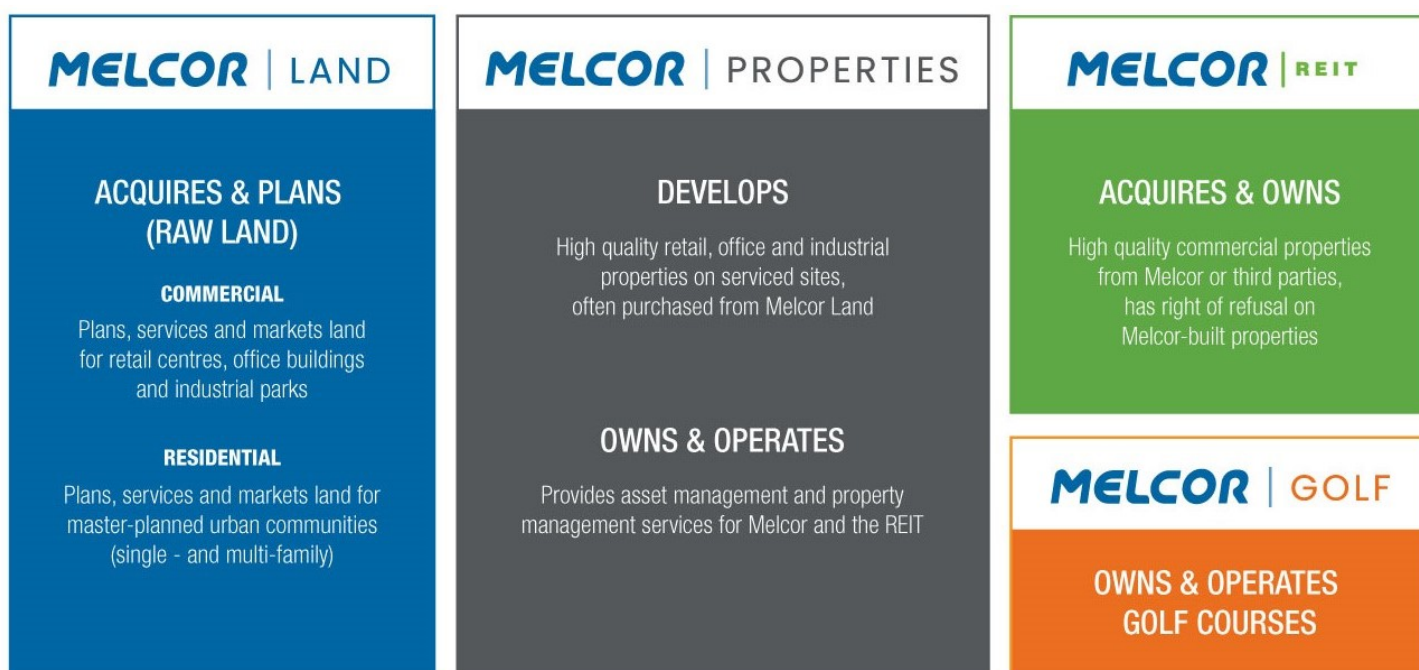 MELCOR | LAND
ACQUIRES & PLANS
(RAW LAND)
COMMERCIAL
Plans, services and markets land
for retail centres, office buildings
and industrial parks
RESIDENTIAL
Plans, services and markets land for
master-planned urban communities
(single - and multi-family)
MELCOR | PROPERTIES
DEVELOPS
High quality retail, office and industrial
properties on serviced sites,
often purchased from Melcor Land
OWNS & OPERATES
Provides asset management and property
management services for Melcor and the REIT
MELCOR | REIT
ACQUIRES & OWNS
High quality commercial properties
from Melcor or third parties,
has right of refusal on
Melcor-built properties
MELCOR | GOLF
OWNS & OPERATES
GOLF COURSES